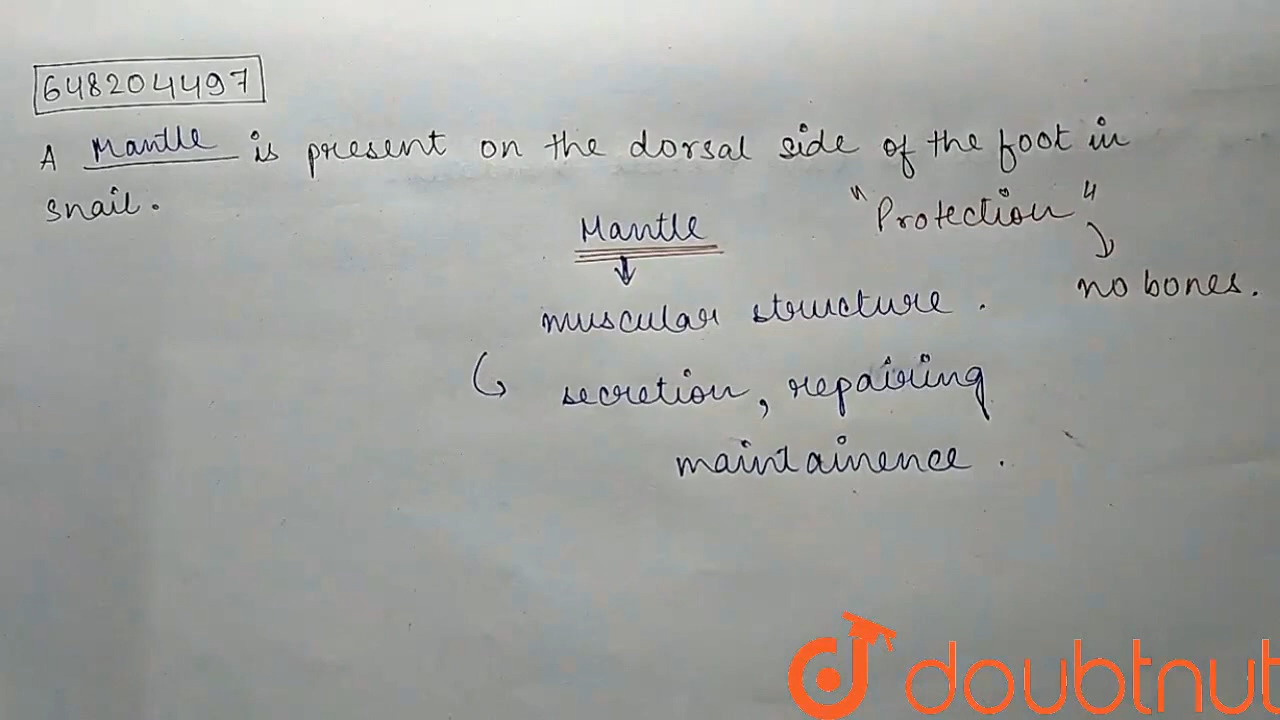 648204497
A Mantle is present on the dorsal side of the foot in
snail.
Mantle
"Protection"
no bones.
muscular structure.
secretion, repairing
maintainence.
doubtnut